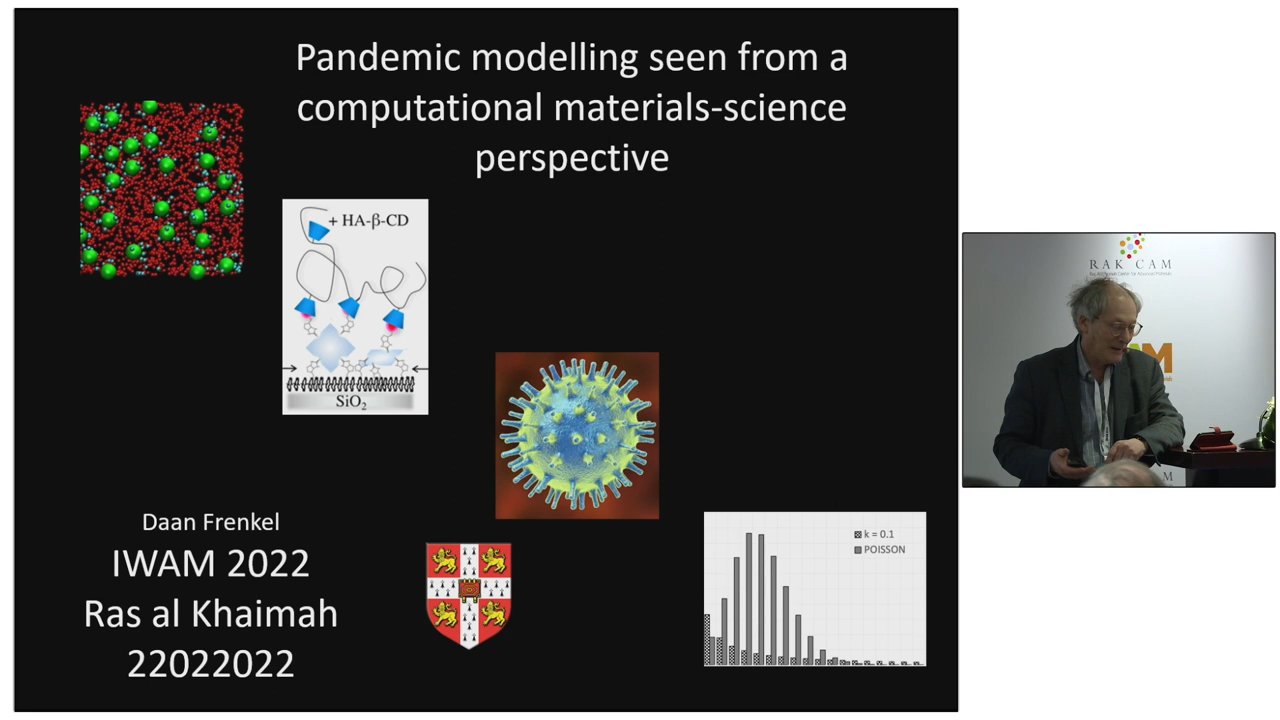 Pandemic modelling seen from a
computational materials-science
perspective
+ HA-β-CD
SiO₂
k = 0.1
POISSON
Daan Frenkel
IWAM 2022
Ras al Khaimah
22022022
RAK CAM
M
M